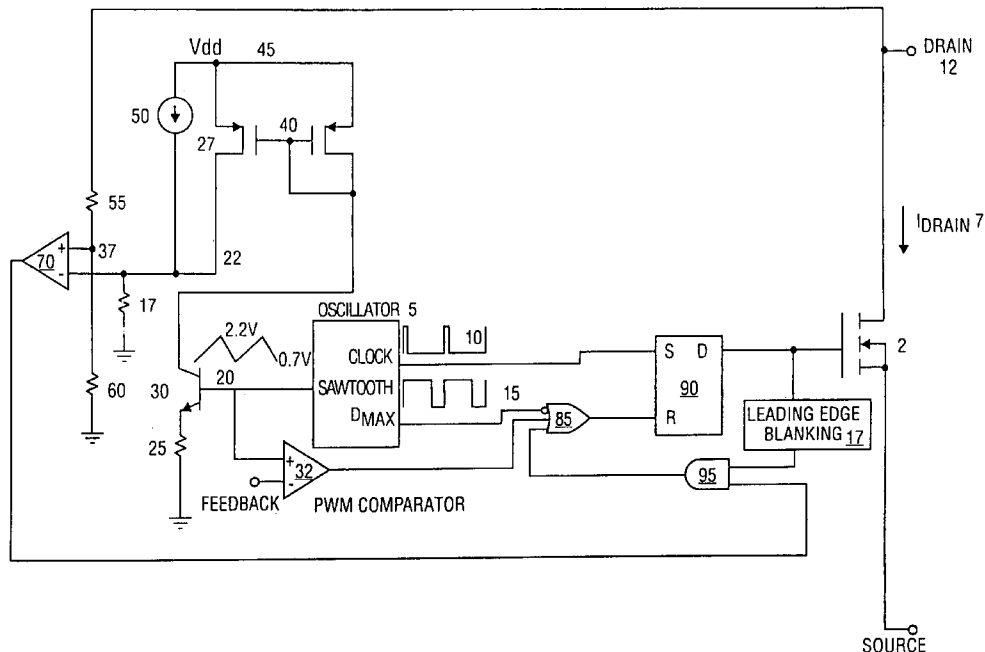 Vdd 45
DRAIN
12
50
40
27
55
IDRAIN 7
70
+
-
37
22
17
OSCILLATOR 5
2.2V
0.7V
CLOCK
10
S D
2
20
SAWTOOTH
15
90
60
30
DMAX
85
R
LEADING EDGE
BLANKING 17
25
+
-
32
95
FEEDBACK
PWM COMPARATOR
SOURCE